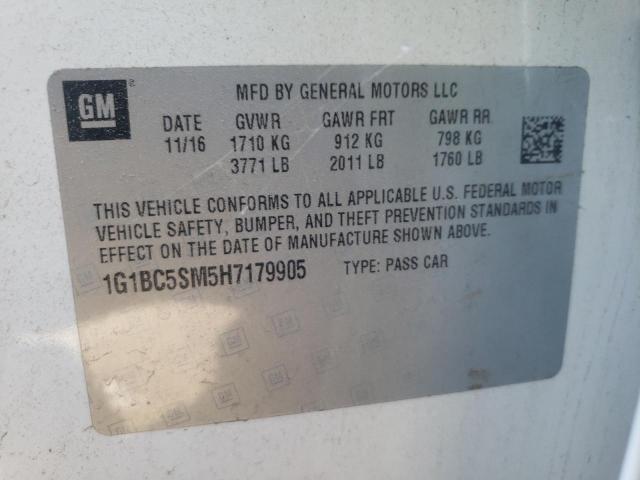 GM
MFD BY GENERAL MOTORS LLC
DATE GVWR GAWR FRT GAWR RR
11/16 1710 KG 912 KG 798 KG
3771 LB 2011 LB 1760 LB
THIS VEHICLE CONFORMS TO ALL APPLICABLE U.S. FEDERAL MOTOR
VEHICLE SAFETY, BUMPER, AND THEFT PREVENTION STANDARDS IN
EFFECT ON THE DATE OF MANUFACTURE SHOWN ABOVE.
1G1BC5SM5H7179905 TYPE: PASS CAR